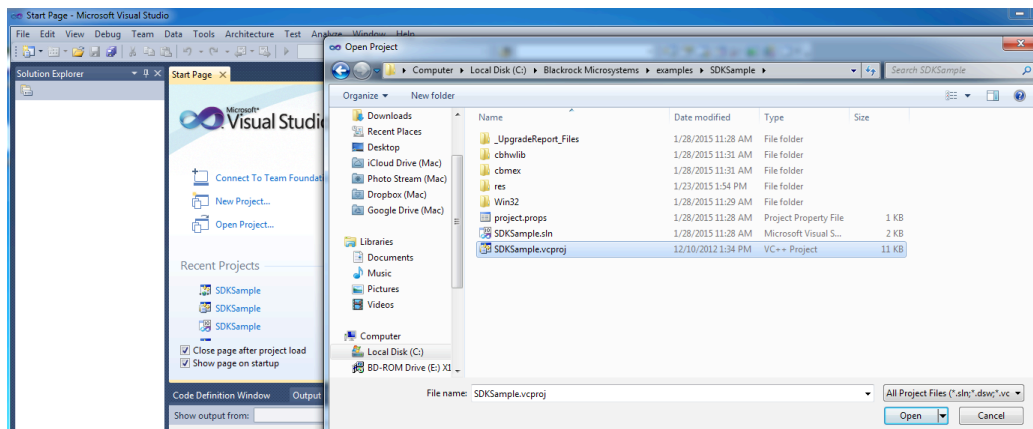 Start Page - Microsoft Visual Studio
File Edit View Debug Team Data Tools Architecture Test Analyze Window Help
Open Project
Computer Local Disk (C:) Blackrock Microsystems examples SDKSample
Search SDKSample
Organize New folder
Solution Explorer
Start Page
Microsoft®
Visual Studi
Connect To Team Foundat
New Project...
Open Project...
Recent Projects
SDKSample
SDKSample
SDKSample
Close page after project load
Show page on startup
Code Definition Window Output
Show output from:
Downloads
Recent Places
Desktop
iCloud Drive (Mac)
Photo Stream (Mac)
Dropbox (Mac)
Google Drive (Mac)
Libraries
Documents
Music
Pictures
Videos
Computer
Local Disk (C:)
BD-ROM Drive (E:) X1
Name Date modified Type Size
_UpgradeReport_Files 1/28/2015 11:28 AM File folder
cbhwlib 1/28/2015 11:31 AM File folder
cbmex 1/28/2015 11:31 AM File folder
res 1/23/2015 1:54 PM File folder
Win32 1/28/2015 11:29 AM File folder
project.props 1/28/2015 11:28 AM Project Property File 1 KB
SDKSample.sln 1/28/2015 11:28 AM Microsoft Visual S... 2 KB
SDKSample.vcproj 12/10/2012 1:34 PM VC++ Project 11 KB
File name: SDKSample.vcproj
All Project Files (*.sln;*.dsw;*.vc
Open Cancel